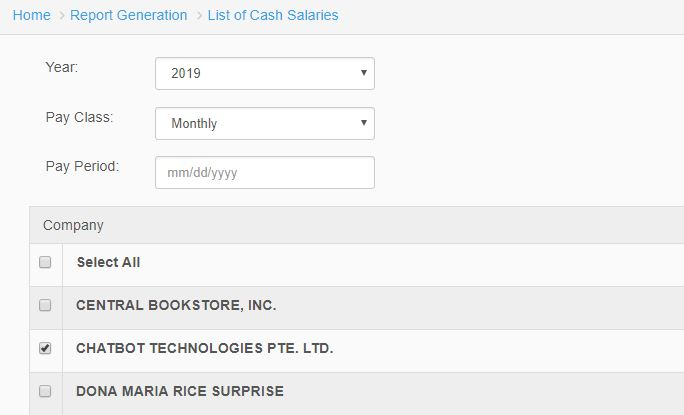 Home > Report Generation > List of Cash Salaries
Year: 2019
Pay Class: Monthly
Pay Period: mm/dd/yyyy
Company
Select All
CENTRAL BOOKSTORE, INC.
CHATBOT TECHNOLOGIES PTE. LTD.
DONA MARIA RICE SURPRISE